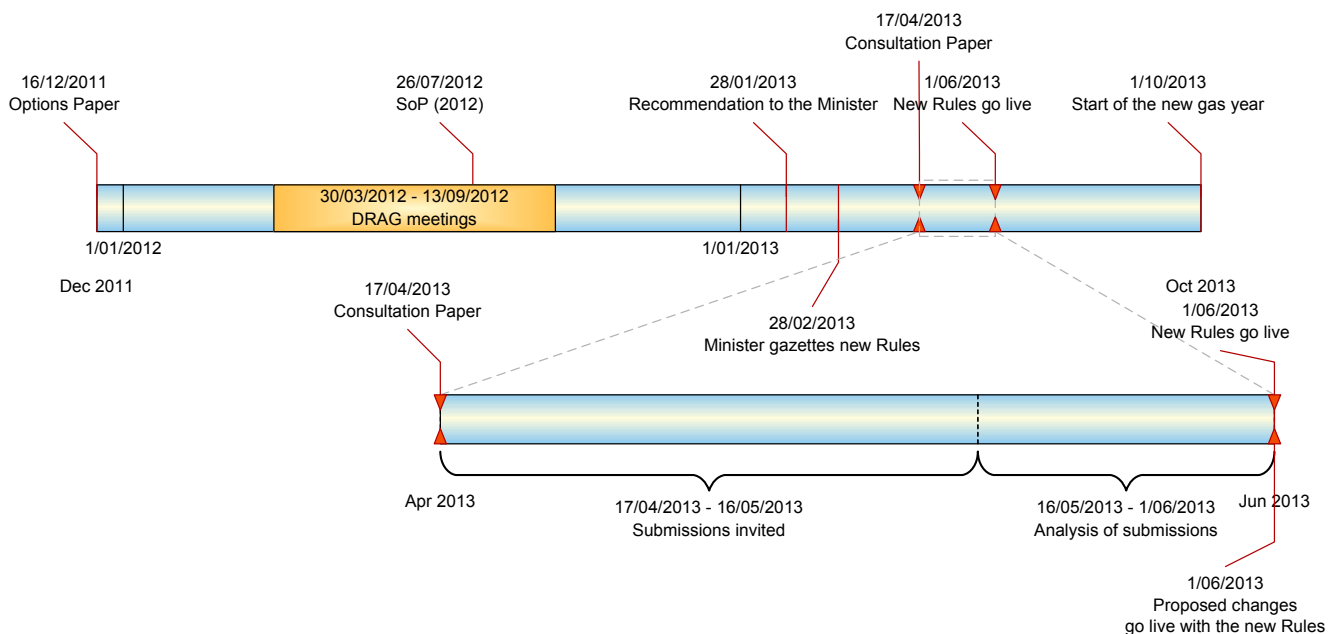 17/04/2013
Consultation Paper
16/12/2011
Options Paper
26/07/2012
SoP (2012)
28/01/2013
Recommendation to the Minister
1/06/2013
New Rules go live
1/10/2013
Start of the new gas year
30/03/2012 - 13/09/2012
DRAG meetings
1/01/2012
1/01/2013
Dec 2011
Oct 2013
17/04/2013
Consultation Paper
28/02/2013
Minister gazettes new Rules
1/06/2013
New Rules go live
Apr 2013
17/04/2013 - 16/05/2013
Submissions invited
16/05/2013 - 1/06/2013
Analysis of submissions
Jun 2013
1/06/2013
Proposed changes
go live with the new Rules